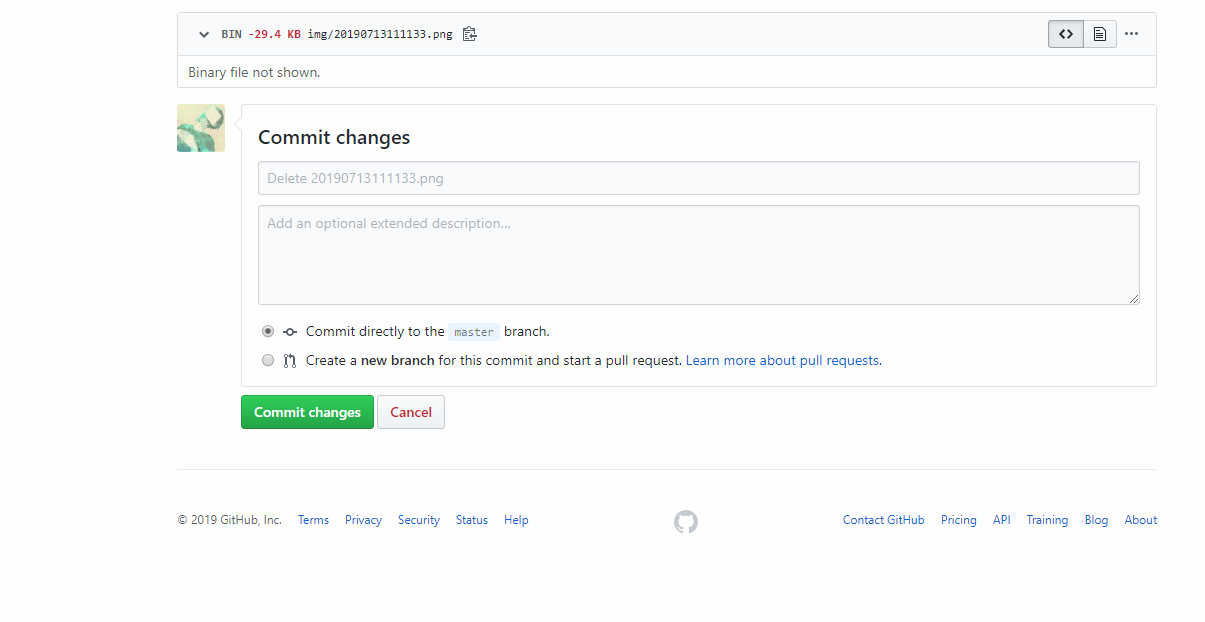 BIN -29.4 KB img/20190713111133.png
Binary file not shown.
Commit changes
Delete 20190713111133.png
Add an optional extended description...
Commit directly to the master branch.
Create a new branch for this commit and start a pull request. Learn more about pull requests.
Commit changes Cancel
© 2019 GitHub, Inc. Terms Privacy Security Status Help Contact GitHub Pricing API Training Blog About